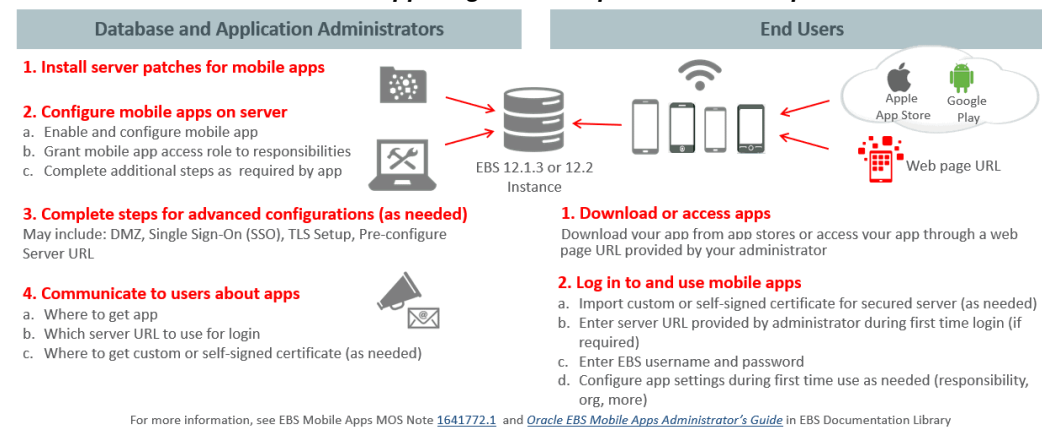 Database and Application Administrators
1. Install server patches for mobile apps
2. Configure mobile apps on server
a. Enable and configure mobile app
b. Grant mobile app access role to responsibilities
c. Complete additional steps as required by app
EBS 12.1.3 or 12.2
Instance
3. Complete steps for advanced configurations (as needed)
May include: DMZ, Single Sign-On (SSO), TLS Setup, Pre-configure
Server URL
4. Communicate to users about apps
a. Where to get app
b. Which server URL to use for login
c. Where to get custom or self-signed certificate (as needed)
@
End Users
Apple
App Store
Google
Play
Web page URL
1. Download or access apps
Download your app from app stores or access your app through a web
page URL provided by your administrator
2. Log in to and use mobile apps
a. Import custom or self-signed certificate for secured server (as needed)
b. Enter server URL provided by administrator during first time login (if
required)
c. Enter EBS username and password
d. Configure app settings during first time use as needed (responsibility,
org, more)
For more information, see EBS Mobile Apps MOS Note 1641772.1 and Oracle EBS Mobile Apps Administrator's Guide in EBS Documentation Library